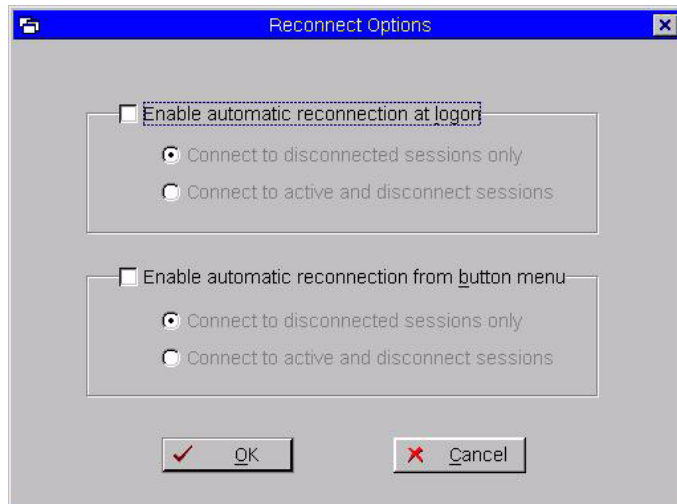 Reconnect Options
Enable automatic reconnection at logon
Connect to disconnected sessions only
Connect to active and disconnect sessions
Enable automatic reconnection from button menu
Connect to disconnected sessions only
Connect to active and disconnect sessions
OK
Cancel